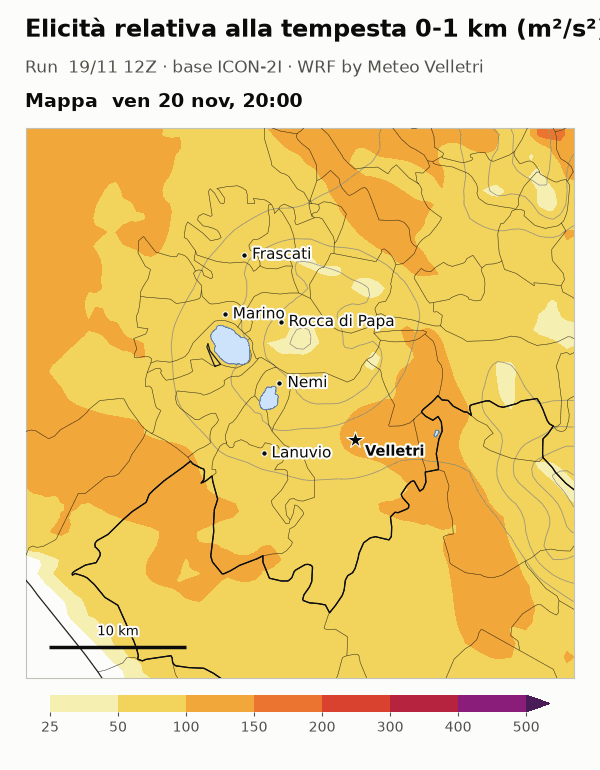 Elicità relativa alla tempesta 0-1 km (m²/s²)
Run  19/11 12Z · base ICON-2I · WRF by Meteo Velletri
Mappa  ven 20 nov, 20:00
Frascati
Marino
Rocca di Papa
Nemi
Velletri
Lanuvio
10 km
25 50 100 150 200 300 400 500